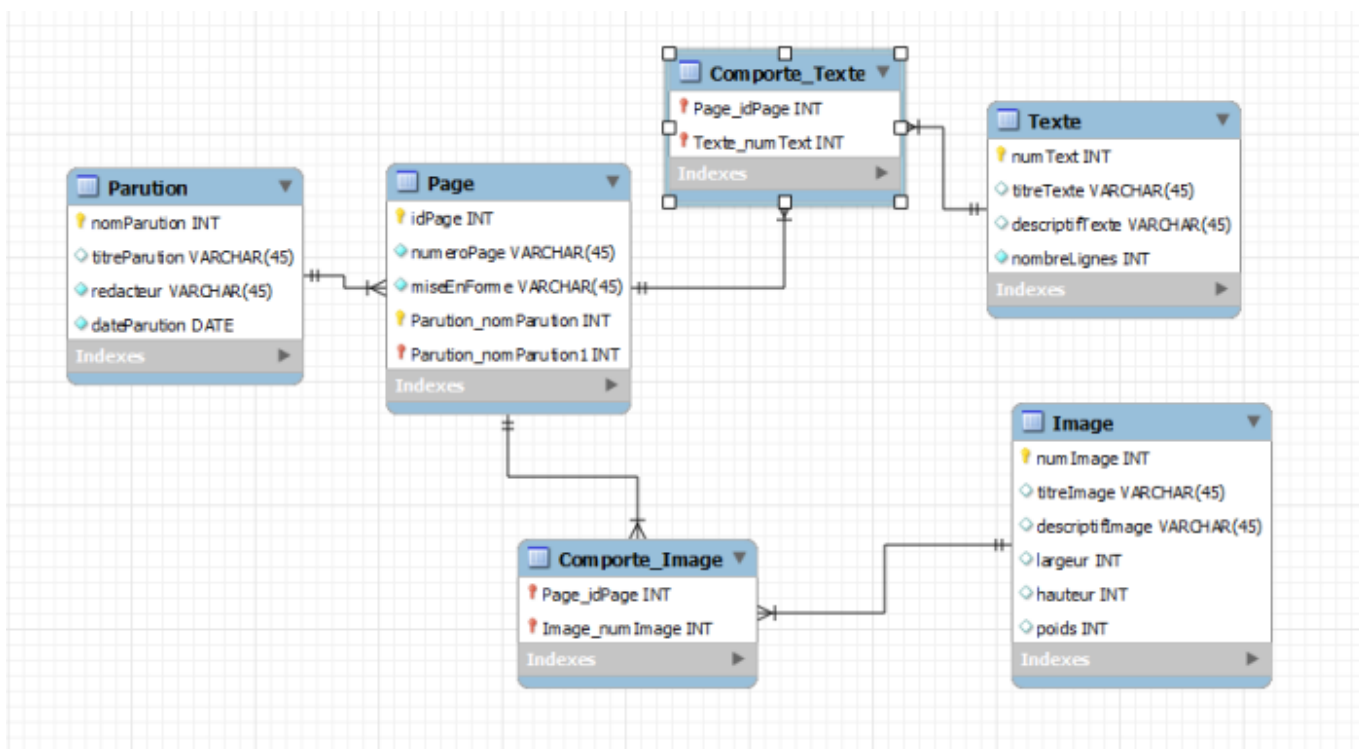 Parution
nomParution INT
titreParution VARCHAR(45)
redacteur VARCHAR(45)
dateParution DATE
Indexes
Page
idPage INT
numeroPage VARCHAR(45)
miseEnForme VARCHAR(45)
Parution_nomParution INT
Parution_nomParution1 INT
Indexes
Comporte_Texte
Page_idPage INT
Texte_numText INT
Indexes
Texte
numText INT
titreTexte VARCHAR(45)
descriptifTexte VARCHAR(45)
nombreLignes INT
Indexes
Comporte_Image
Page_idPage INT
Image_numImage INT
Indexes
Image
numImage INT
titreImage VARCHAR(45)
descriptifImage VARCHAR(45)
largeur INT
hauteur INT
poids INT
Indexes